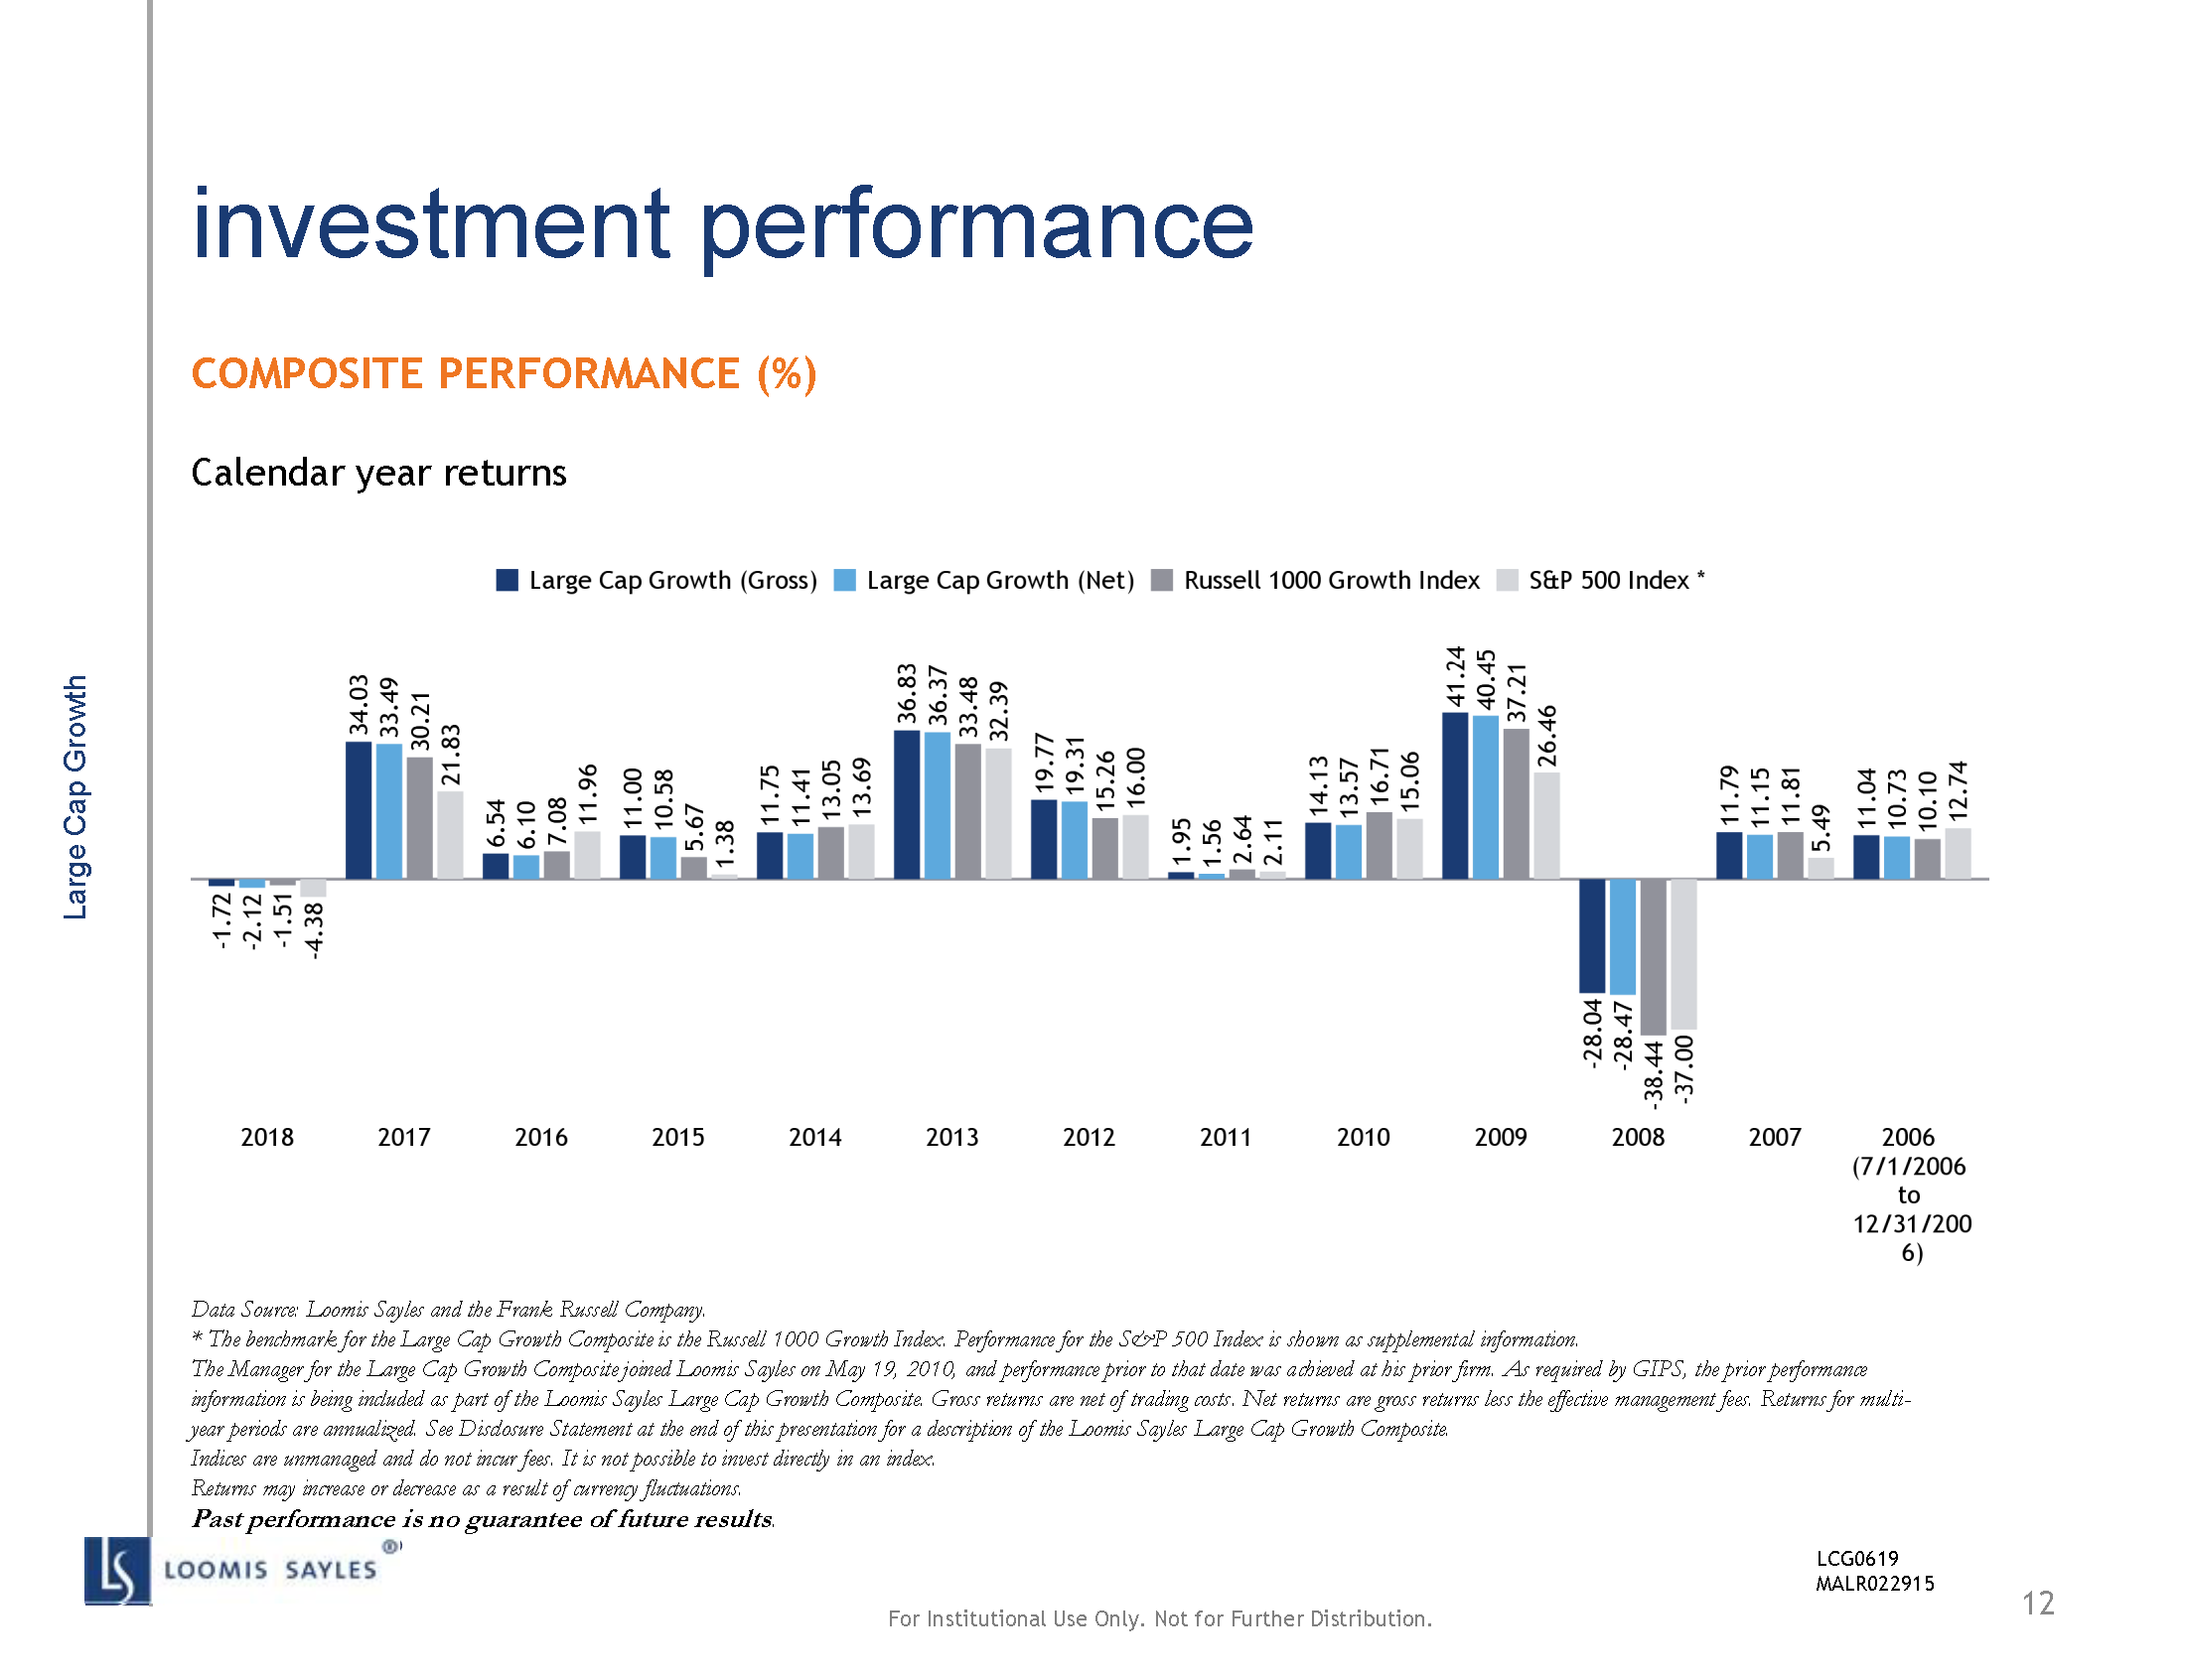 investment performance
COMPOSITE PERFORMANCE (%)
Calendar year returns
Large Cap Growth (Gross) Large Cap Growth (Net) Russell 1000 Growth Index S&P 500 Index *
Large Cap Growth
-1.72 -2.12 -1.51 -4.38
34.03 33.49 30.21 21.83
6.54 6.10 7.08 11.96
11.00 10.58 5.67 1.38
11.75 11.41 13.05 13.69
36.83 36.37 33.48 32.39
19.77 19.31 15.26 16.00
1.95 1.56 2.64 2.11
14.13 13.57 16.71 15.06
41.24 40.45 37.21 26.46
-28.04 -28.47 -38.44 -37.00
11.79 11.15 11.81 5.49
11.04 10.73 10.10 12.74
2018 2017 2016 2015 2014 2013 2012 2011 2010 2009 2008 2007 2006
(7/1/2006
to
12/31/200
6)
Data Source: Loomis Sayles and the Frank Russell Company.
* The benchmark for the Large Cap Growth Composite is the Russell 1000 Growth Index. Performance for the S&P 500 Index is shown as supplemental information.
The Manager for the Large Cap Growth Composite joined Loomis Sayles on May 19, 2010, and performance prior to that date was achieved at his prior firm. As required by GIPS, the prior performance
information is being included as part of the Loomis Sayles Large Cap Growth Composite. Gross returns are net of trading costs. Net returns are gross returns less the effective management fees. Returns for multi-
year periods are annualized. See Disclosure Statement at the end of this presentation for a description of the Loomis Sayles Large Cap Growth Composite.
Indices are unmanaged and do not incur fees. It is not possible to invest directly in an index.
Returns may increase or decrease as a result of currency fluctuations.
Past performance is no guarantee of future results.
LS LOOMIS SAYLES ®
LCG0619
MALR022915
12
For Institutional Use Only. Not for Further Distribution.